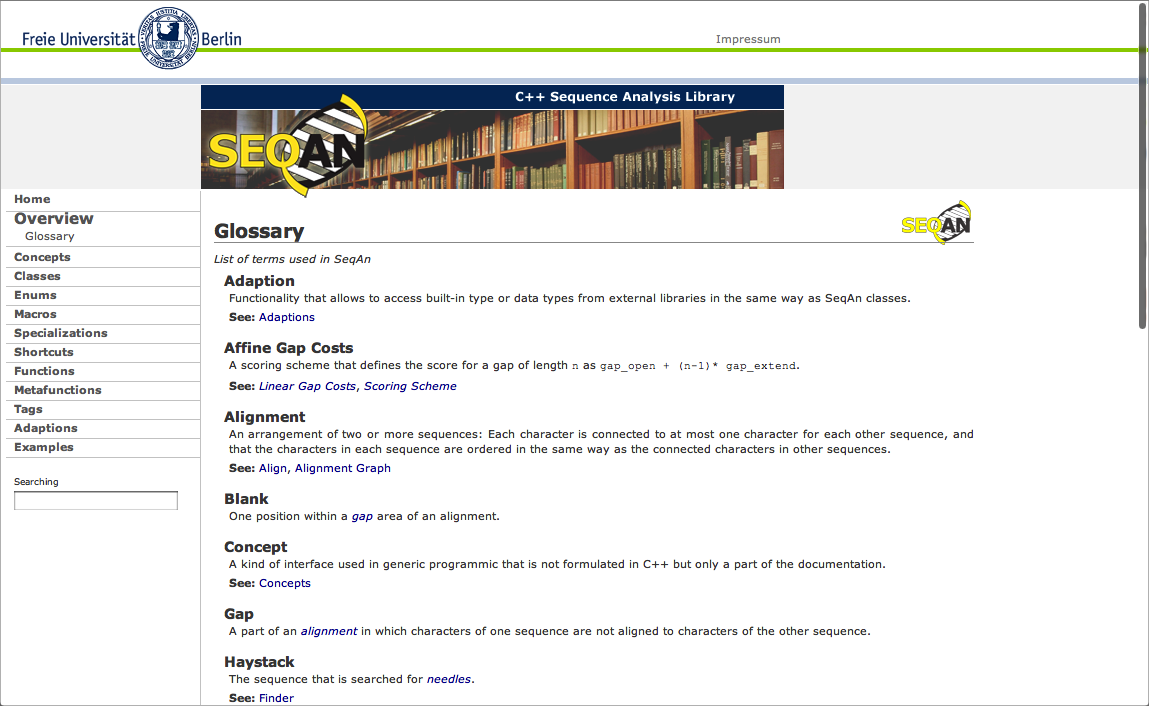 Freie Universität Berlin
Impressum
C++ Sequence Analysis Library
SEQAN
Home
Overview
Glossary
Concepts
Classes
Enums
Macros
Specializations
Shortcuts
Functions
Metafunctions
Tags
Adaptions
Examples
Searching
Glossary
SEQAN
List of terms used in SeqAn
Adaption
Functionality that allows to access built-in type or data types from external libraries in the same way as SeqAn classes.
See: Adaptions
Affine Gap Costs
A scoring scheme that defines the score for a gap of length n as gap_open + (n-1)* gap_extend.
See: Linear Gap Costs, Scoring Scheme
Alignment
An arrangement of two or more sequences: Each character is connected to at most one character for each other sequence, and
that the characters in each sequence are ordered in the same way as the connected characters in other sequences.
See: Align, Alignment Graph
Blank
One position within a gap area of an alignment.
Concept
A kind of interface used in generic programmic that is not formulated in C++ but only a part of the documentation.
See: Concepts
Gap
A part of an alignment in which characters of one sequence are not aligned to characters of the other sequence.
Haystack
The sequence that is searched for needles.
See: Finder